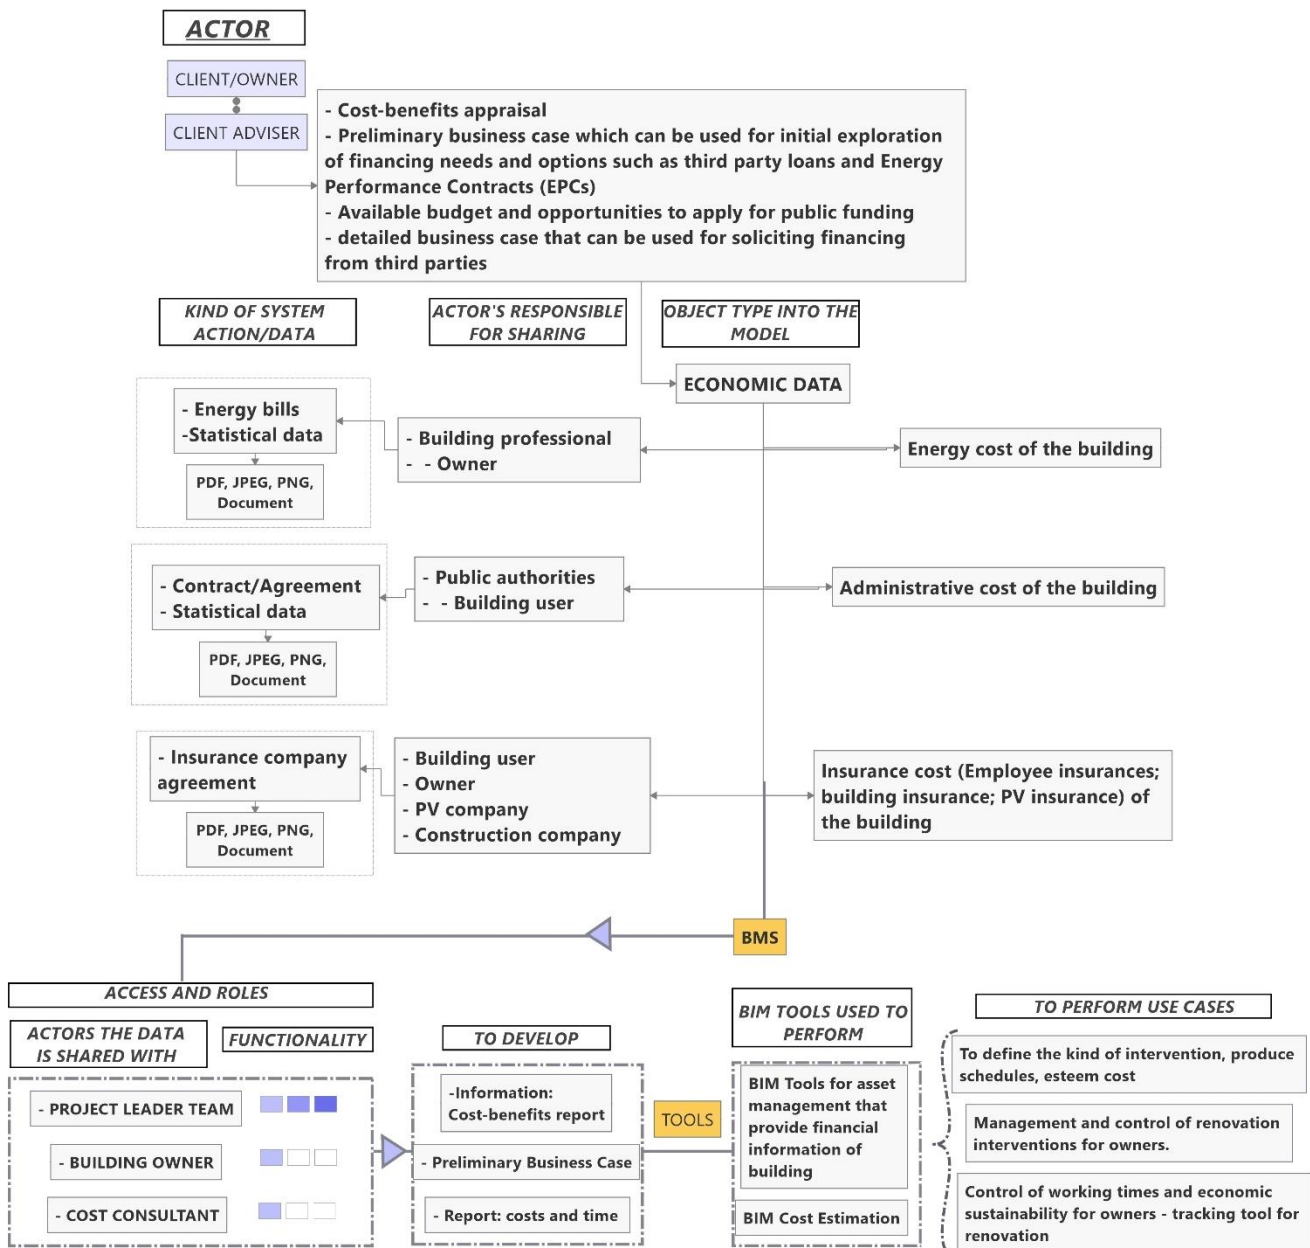 ACTOR
CLIENT/OWNER
CLIENT ADVISER
- Cost-benefits appraisal
- Preliminary business case which can be used for initial exploration
of financing needs and options such as third party loans and Energy
Performance Contracts (EPCs)
- Available budget and opportunities to apply for public funding
- detailed business case that can be used for soliciting financing
from third parties
KIND OF SYSTEM
ACTION/DATA
ACTOR'S RESPONSIBLE
FOR SHARING
OBJECT TYPE INTO THE
MODEL
ECONOMIC DATA
- Energy bills
-Statistical data
PDF, JPEG, PNG,
Document
- Building professional
- - Owner
Energy cost of the building
- Contract/Agreement
- Statistical data
PDF, JPEG, PNG,
Document
- Public authorities
- - Building user
Administrative cost of the building
- Insurance company
agreement
PDF, JPEG, PNG,
Document
- Building user
- Owner
- PV company
- Construction company
Insurance cost (Employee insurances;
building insurance; PV insurance) of
the building
BMS
ACCESS AND ROLES
ACTORS THE DATA
IS SHARED WITH
FUNCTIONALITY
- PROJECT LEADER TEAM
- BUILDING OWNER
- COST CONSULTANT
TO DEVELOP
-Information:
Cost-benefits report
- Preliminary Business Case
- Report: costs and time
TOOLS
BIM TOOLS USED TO
PERFORM
BIM Tools for asset
management that
provide financial
information of
building
BIM Cost Estimation
TO PERFORM USE CASES
To define the kind of intervention, produce
schedules, esteem cost
Management and control of renovation
interventions for owners.
Control of working times and economic
sustainability for owners - tracking tool for
renovation